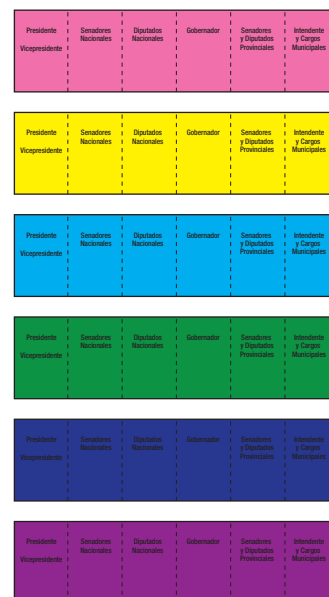 Presidente
Vicepresidente
Senadores
Nacionales
Diputados
Nacionales
Gobernador
Senadores
y Diputados
Provinciales
Intendente
y Cargos
Municipales
Presidente
Vicepresidente
Senadores
Nacionales
Diputados
Nacionales
Gobernador
Senadores
y Diputados
Provinciales
Intendente
y Cargos
Municipales
Presidente
Vicepresidente
Senadores
Nacionales
Diputados
Nacionales
Gobernador
Senadores
y Diputados
Provinciales
Intendente
y Cargos
Municipales
Presidente
Vicepresidente
Senadores
Nacionales
Diputados
Nacionales
Gobernador
Senadores
y Diputados
Provinciales
Intendente
y Cargos
Municipales
Presidente
Vicepresidente
Senadores
Nacionales
Diputados
Nacionales
Gobernador
Senadores
y Diputados
Provinciales
Intendente
y Cargos
Municipales
Presidente
Vicepresidente
Senadores
Nacionales
Diputados
Nacionales
Gobernador
Senadores
y Diputados
Provinciales
Intendente
y Cargos
Municipales